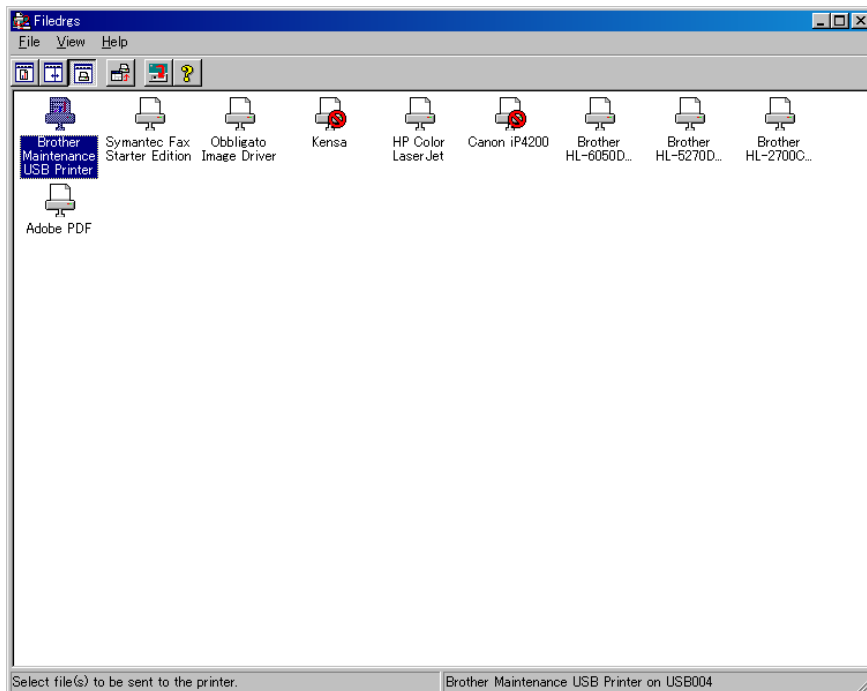 Filedrgs
File View Help
Brother Maintenance USB Printer
Symantec Fax Starter Edition
Obbligato Image Driver
Kensa
HP Color LaserJet
Canon iP4200
Brother HL-6050D...
Brother HL-5270D...
Brother HL-2700C...
Adobe PDF
Select file(s) to be sent to the printer.
Brother Maintenance USB Printer on USB004